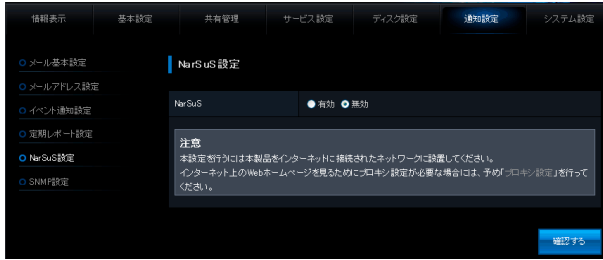 情報表示 基本設定 共有管理 サービス設定 ディスク設定 通知設定 システム設定
メール基本設定
メールアドレス設定
イベント通知設定
定期レポート設定
NarSuS設定
SNMP設定
NarSuS設定
NarSuS 有効 無効
注意
本設定を行うには本製品をインターネットに接続されたネットワークに設置してください。
インターネット上のWebホームページを見るためにプロキシ設定が必要な場合には、予め「プロキシ設定」を行って
ください。
確認する